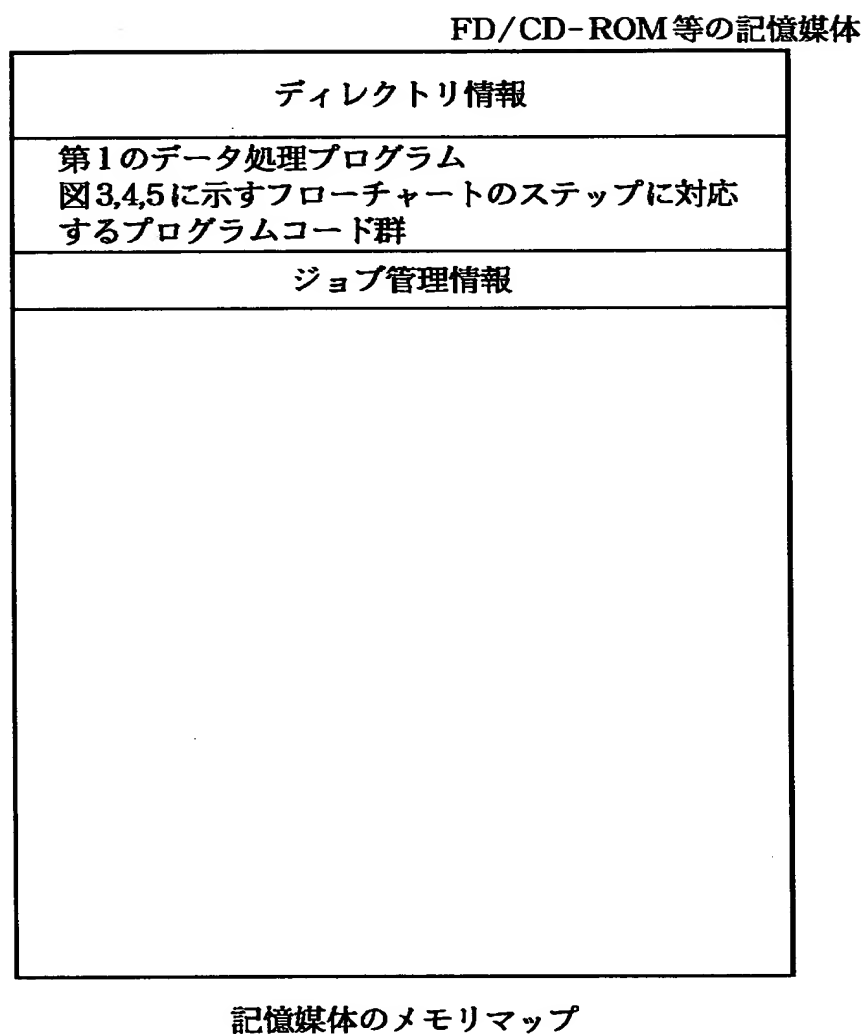 FD/CD-ROM等の記憶媒体
ディレクトリ情報
第1のデータ処理プログラム
図3,4,5に示すフローチャートのステップに対応
するプログラムコード群
ジョブ管理情報
記憶媒体のメモリマップ